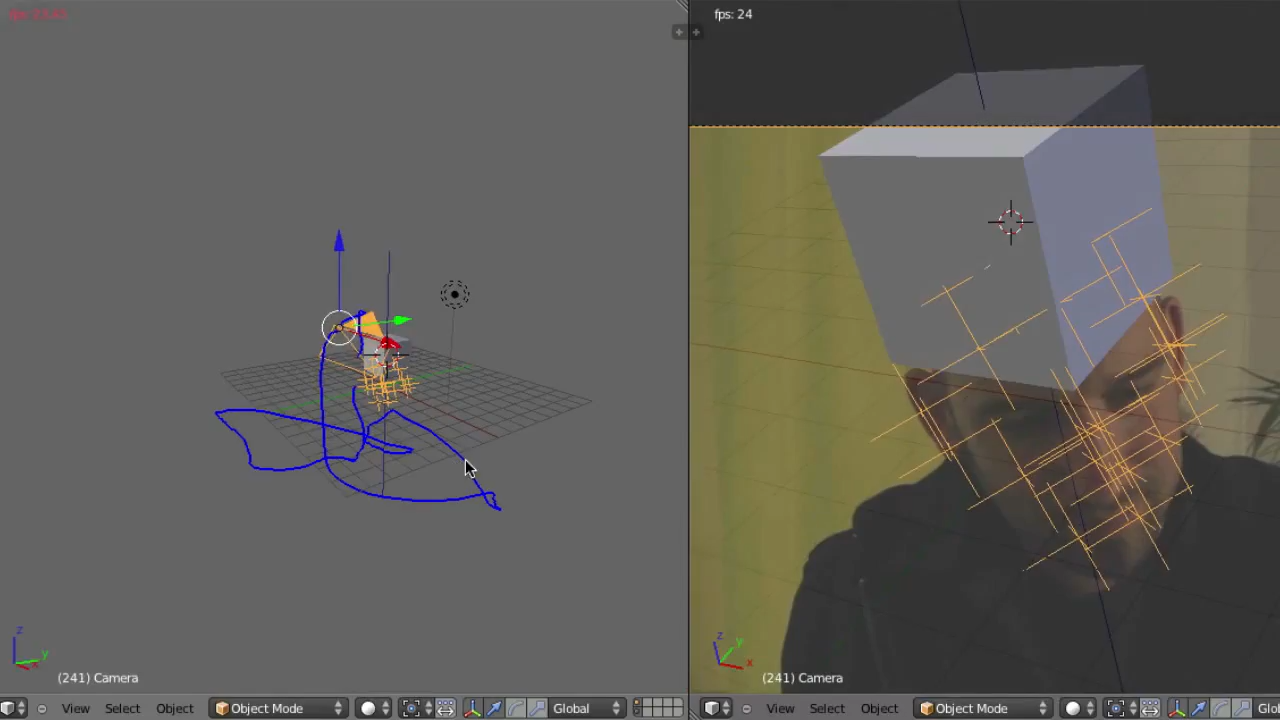 fps: 24
z
y
x
(241) Camera
View Select Object Object Mode Global
z
y
x
(241) Camera
View Select Object Object Mode